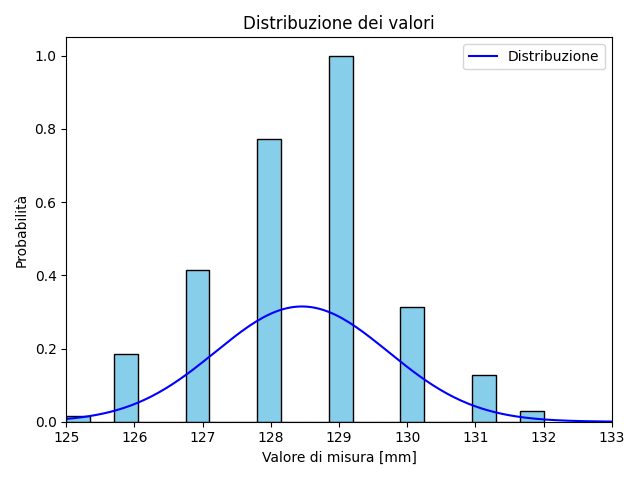 Distribuzione dei valori
Distribuzione
Probabilità
1.0
0.8
0.6
0.4
0.2
0.0
125 126 127 128 129 130 131 132 133
Valore di misura [mm]